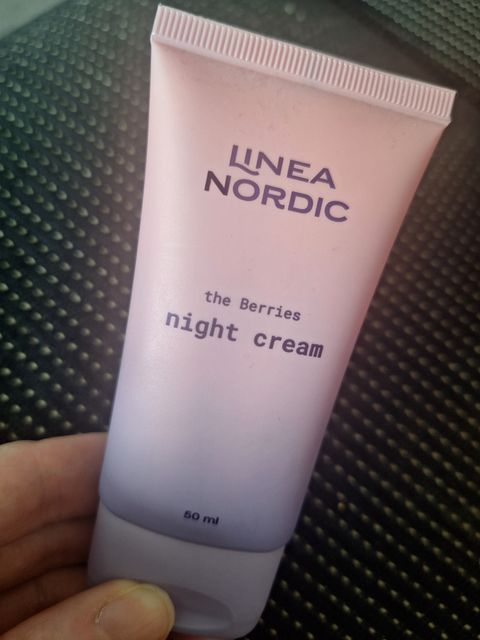 LINEA
NORDIC
the Berries
night cream
50 ml